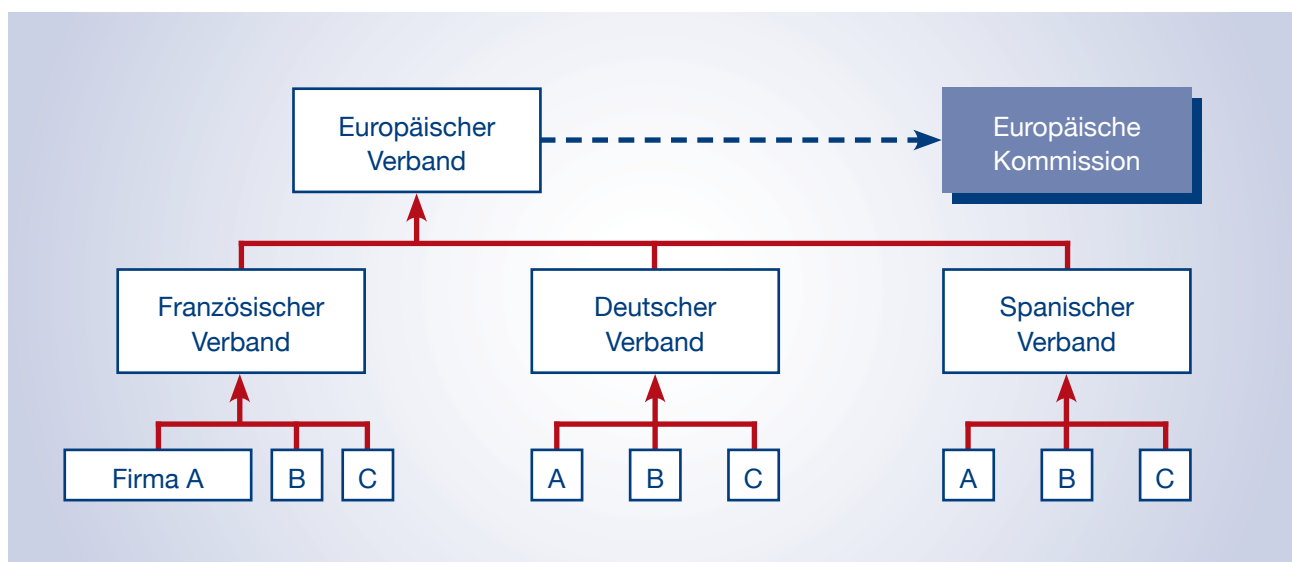 Europäischer
Verband
Europäische
Kommission
Französischer
Verband
Deutscher
Verband
Spanischer
Verband
Firma A
B
C
A
B
C
A
B
C